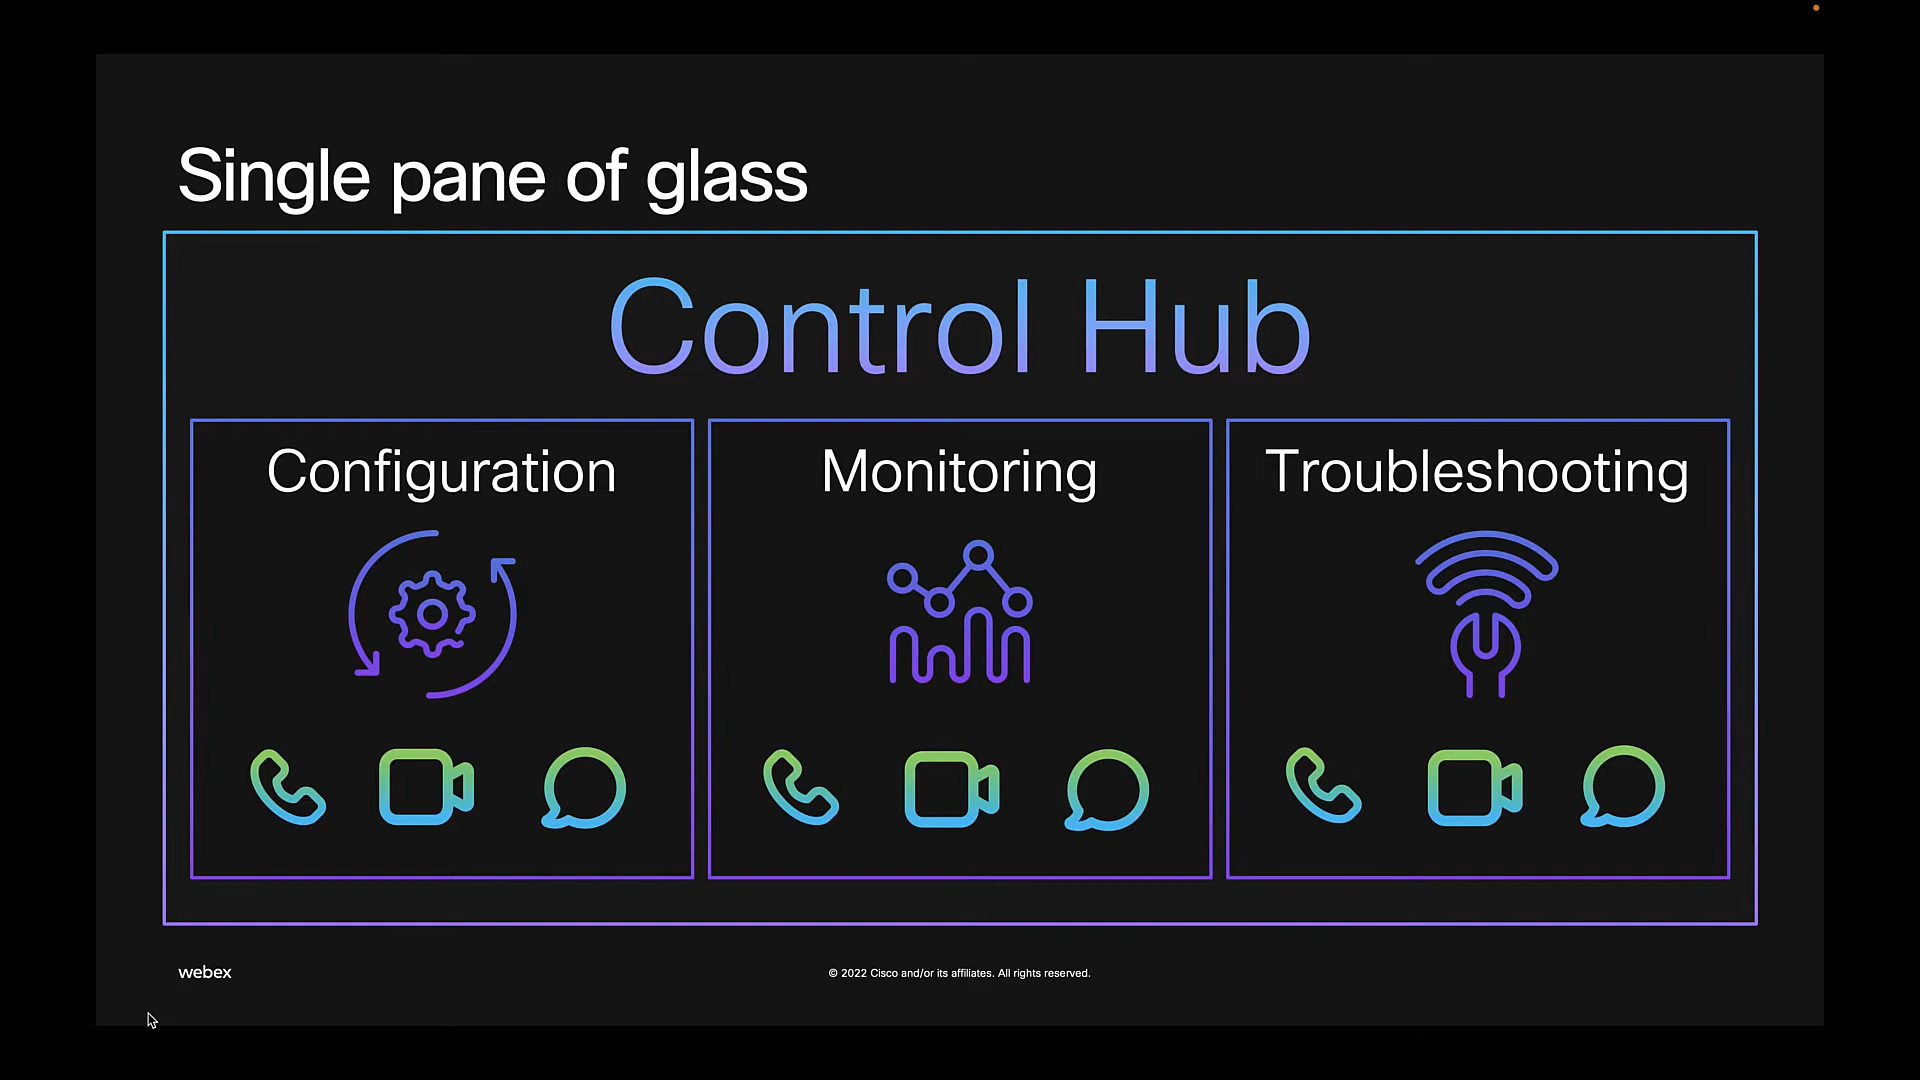 Single pane of glass
Control Hub
Configuration
Monitoring
Troubleshooting
webex
© 2022 Cisco and/or its affiliates. All rights reserved.